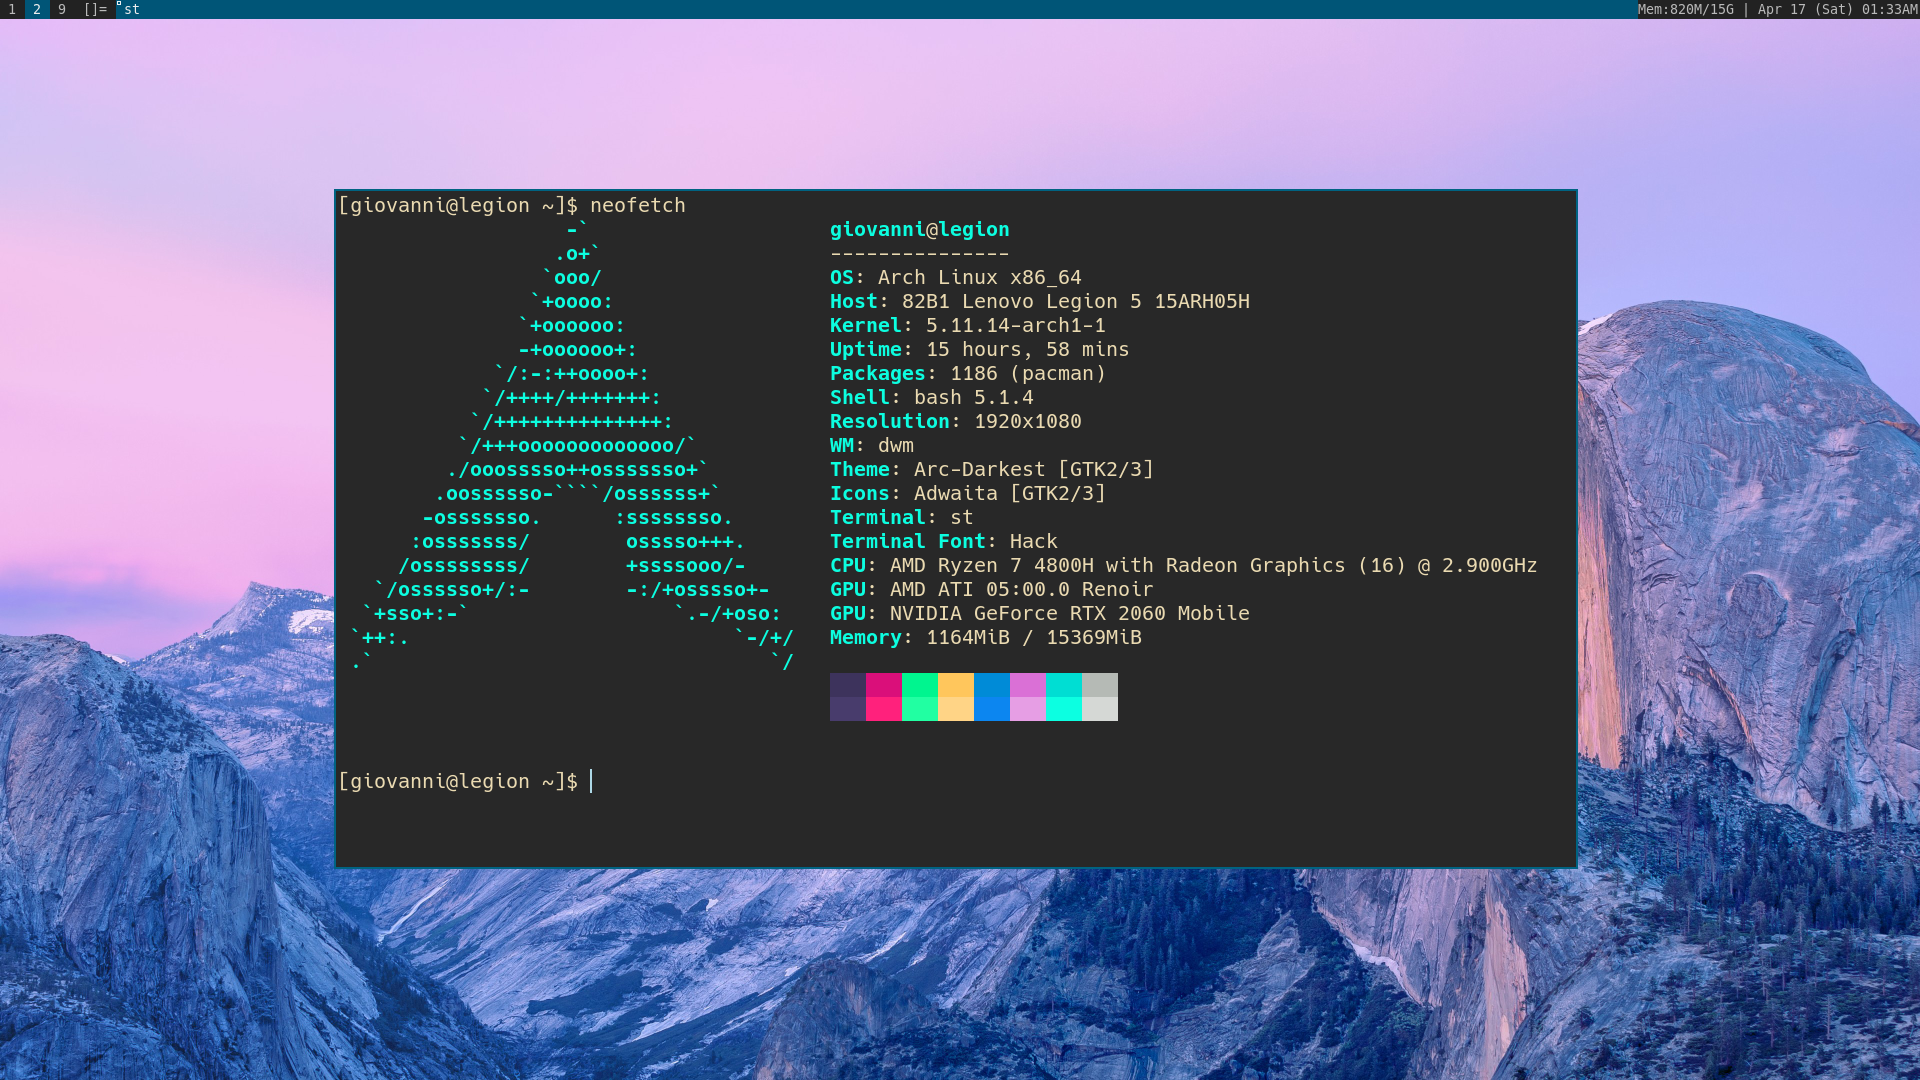 1 2 9 []= st Mem:820M/15G | Apr 17 (Sat) 01:33AM
[giovanni@legion ~]$ neofetch
                   -`                    giovanni@legion
                  .o+`                   ---------------
                 `ooo/                   OS: Arch Linux x86_64
                `+oooo:                  Host: 82B1 Lenovo Legion 5 15ARH05H
               `+oooooo:                 Kernel: 5.11.14-arch1-1
               -+oooooo+:                Uptime: 15 hours, 58 mins
             `/:-:++oooo+:               Packages: 1186 (pacman)
            `/++++/+++++++:              Shell: bash 5.1.4
           `/++++++++++++++:             Resolution: 1920x1080
          `/+++ooooooooooooo/`           WM: dwm
         ./ooosssso++osssssso+`          Theme: Arc-Darkest [GTK2/3]
        .oossssso-````/ossssss+`         Icons: Adwaita [GTK2/3]
       -osssssso.      :ssssssso.        Terminal: st
      :osssssss/        osssso+++.       Terminal Font: Hack
     /ossssssss/        +ssssooo/-       CPU: AMD Ryzen 7 4800H with Radeon Graphics (16) @ 2.900GHz
   `/ossssso+/:-        -:/+osssso+-     GPU: AMD ATI 05:00.0 Renoir
  `+sso+:-`                 `.-/+oso:    GPU: NVIDIA GeForce RTX 2060 Mobile
 `++:.                           `-/+/   Memory: 1164MiB / 15369MiB
 .`                                 `/
[giovanni@legion ~]$